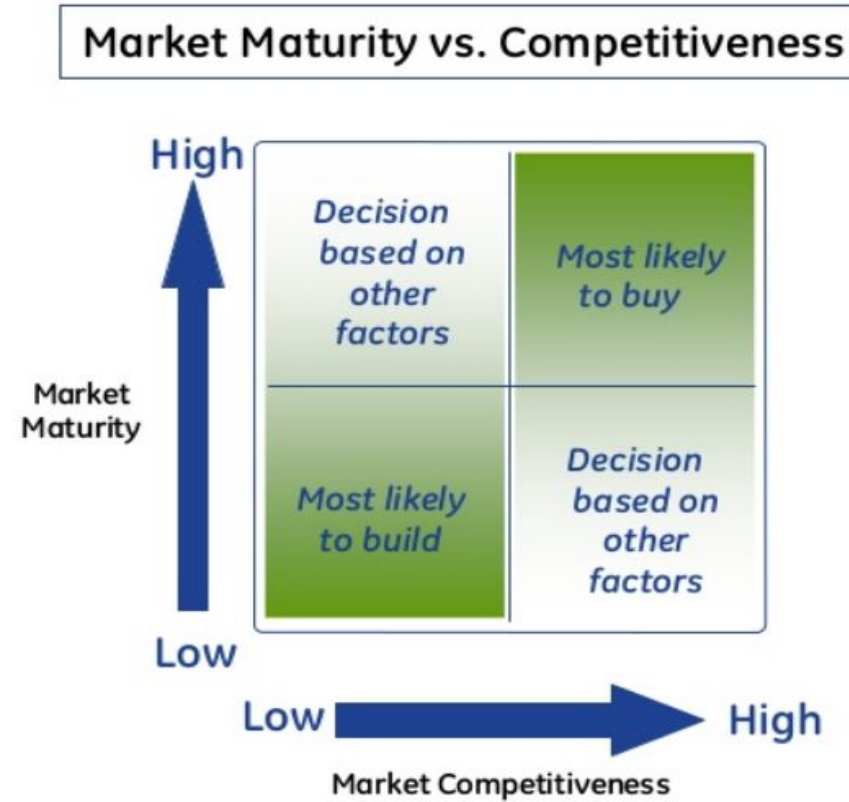 Market Maturity vs. Competitiveness
High
Decision
based on
other
factors
Most likely
to buy
Market
Maturity
Most likely
to build
Decision
based on
other
factors
Low
Low
High
Market Competitiveness